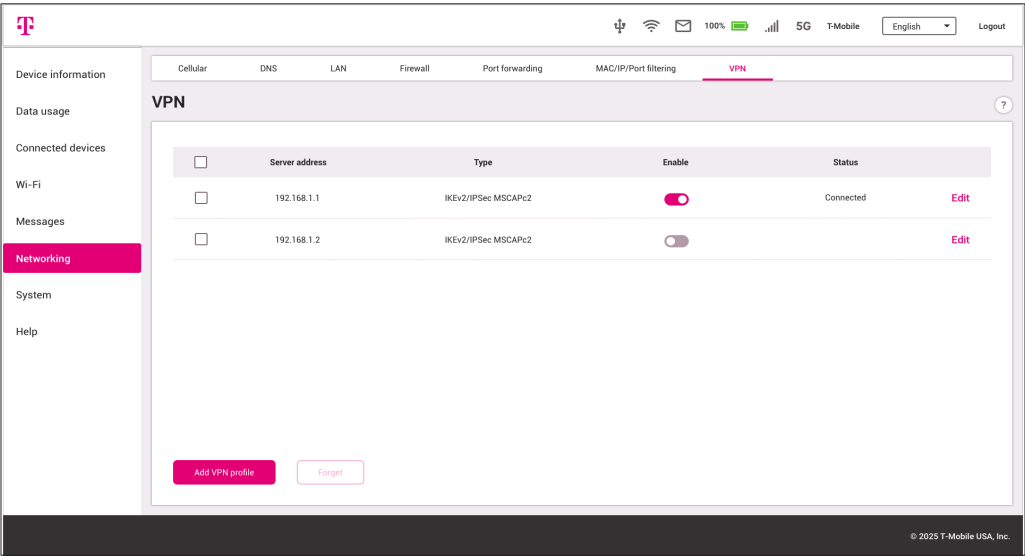 T
100% 5G T-Mobile English Logout
Device information
Data usage
Connected devices
Wi-Fi
Messages
Networking
System
Help
Cellular DNS LAN Firewall Port forwarding MAC/IP/Port filtering VPN
VPN ?
Server address Type Enable Status
192.168.1.1 IKEv2/IPSec MSCAPc2 Connected Edit
192.168.1.2 IKEv2/IPSec MSCAPc2 Edit
Add VPN profile Forget
© 2025 T-Mobile USA, Inc.